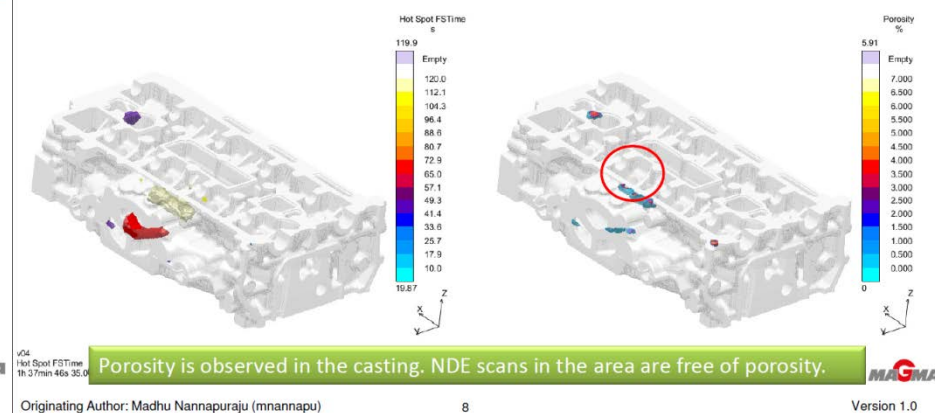 Hot Spot FSTime
s
119.9
Empty
120.0
112.1
104.3
96.4
88.6
80.7
72.9
65.0
57.1
49.3
41.4
33.6
25.7
17.9
10.0
19.87
Z
X
Y
Porosity
%
5.91
Empty
7.000
6.500
6.000
5.500
5.000
4.500
4.000
3.500
3.000
2.500
2.000
1.500
1.000
0.500
0.000
0
Z
X
Y
v04
Hot Spot FSTime
1h 37min 46s 35.0
Porosity is observed in the casting. NDE scans in the area are free of porosity.
MAGMA
Originating Author: Madhu Nannapuraju (mnannapu)
8
Version 1.0